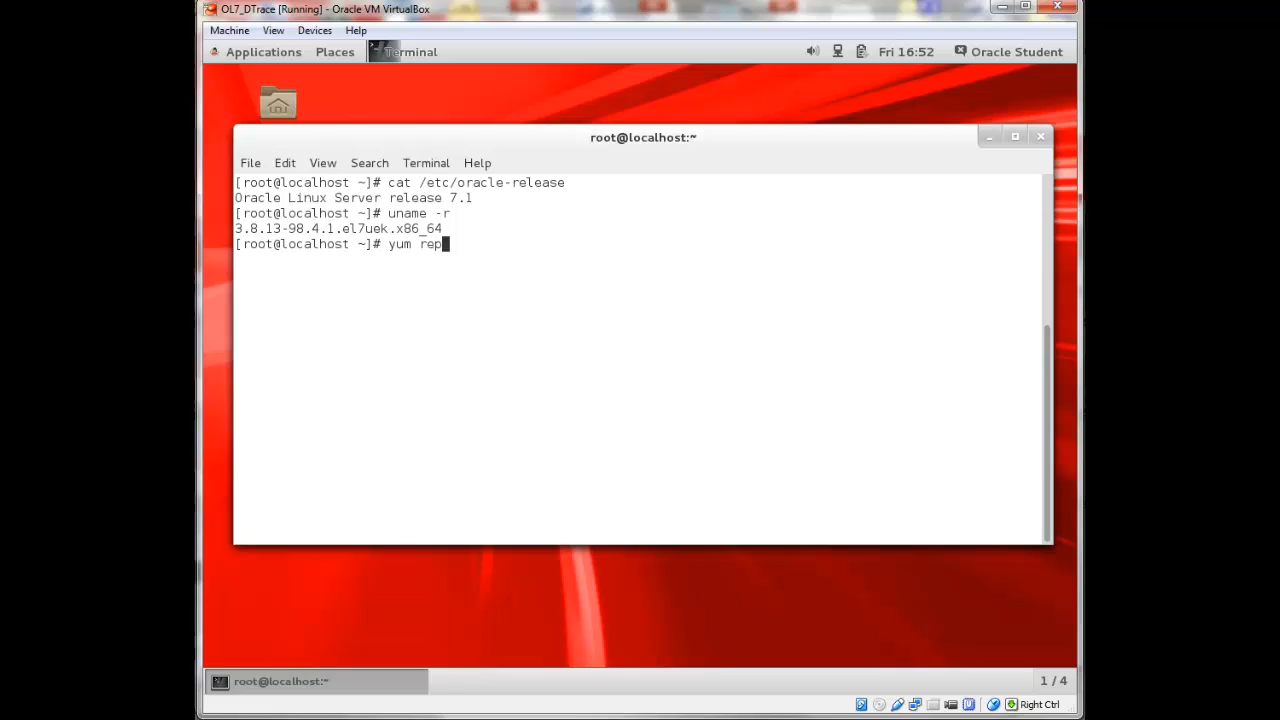 OL7_DTrace [Running] - Oracle VM VirtualBox
Machine View Devices Help
Applications Places Terminal Fri 16:52 Oracle Student
root@localhost:~
File Edit View Search Terminal Help
[root@localhost ~]# cat /etc/oracle-release
Oracle Linux Server release 7.1
[root@localhost ~]# uname -r
3.8.13-98.4.1.el7uek.x86_64
[root@localhost ~]# yum rep
root@localhost:~ 1 / 4
Right Ctrl